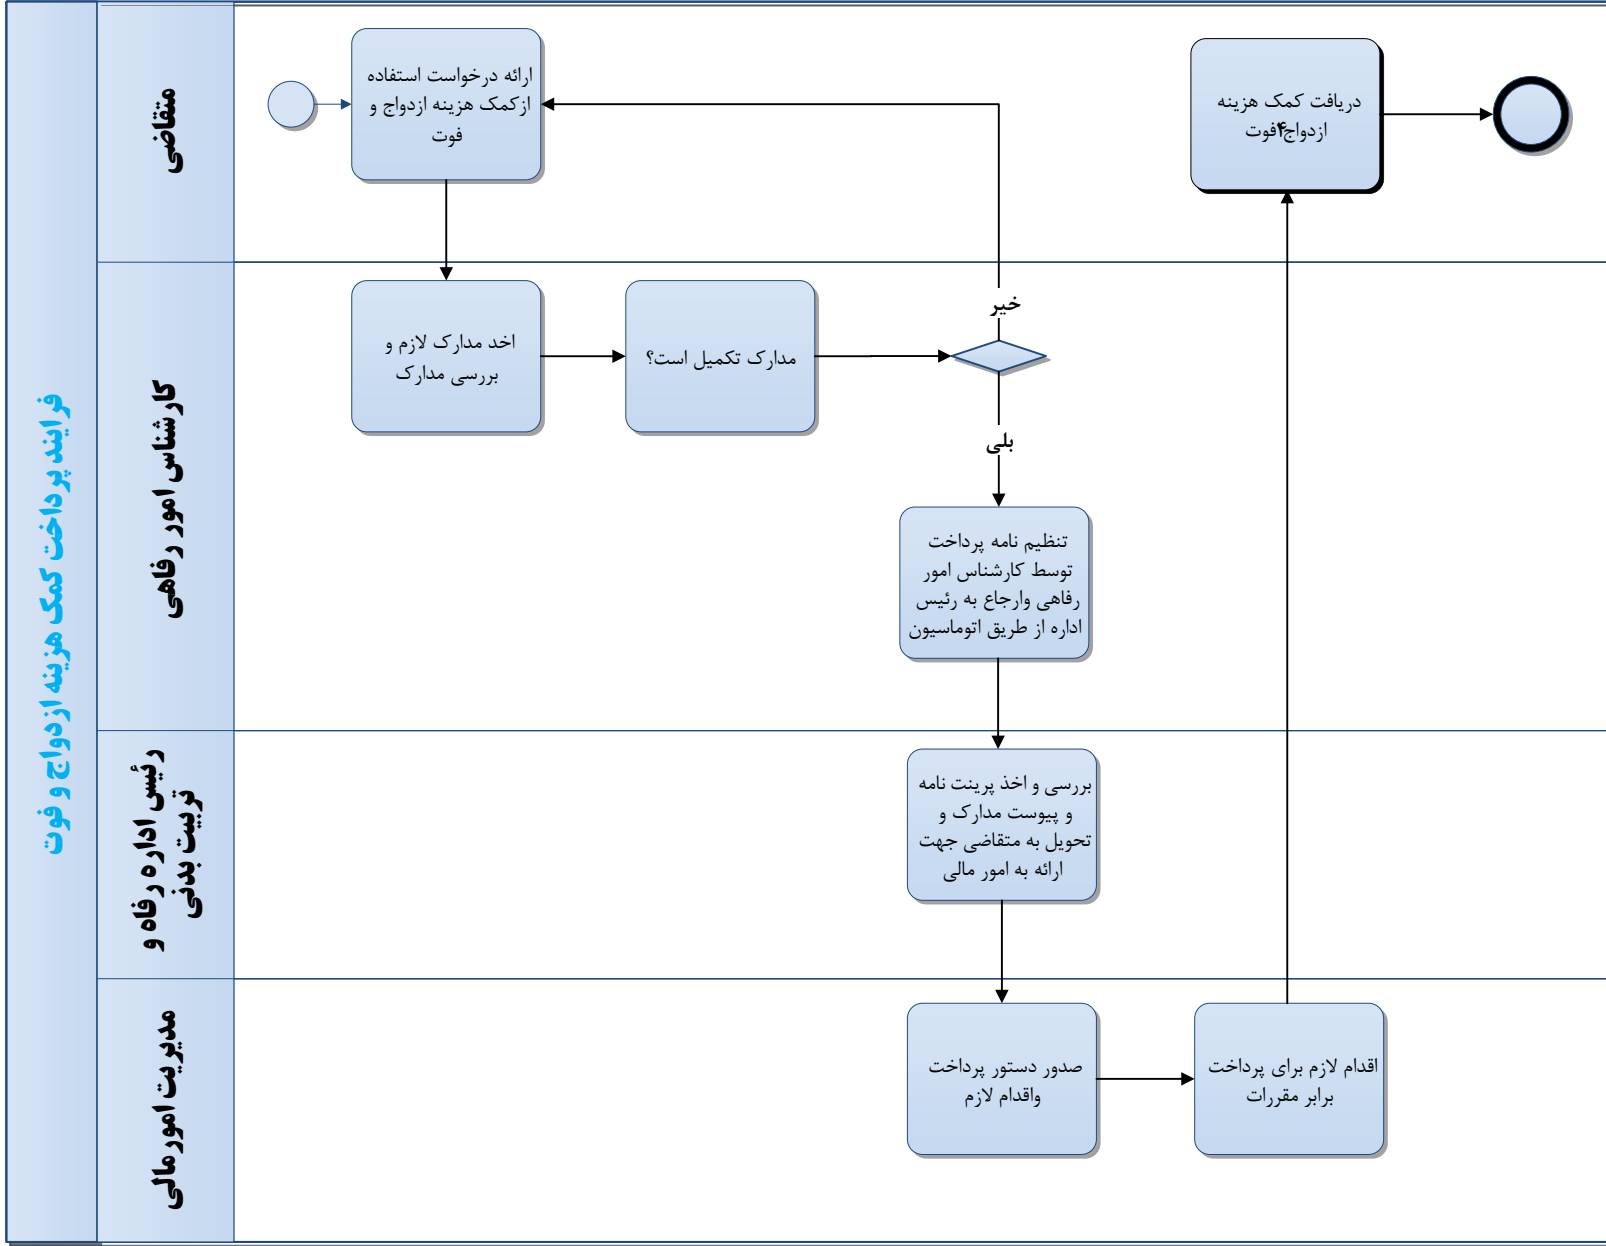 فرایند پرداخت کمک هزینه ازدواج و فوت
متقاضی
ارائه درخواست استفاده
ازکمک هزینه ازدواج و
فوت
دریافت کمک هزینه
ازدواج۴فوت
کارشناس امور رفاهی
اخد مدارک لازم و
بررسی مدارک
مدارک تکمیل است؟
خیر
بلی
تنظیم نامه پرداخت
توسط کارشناس امور
رفاهی وارجاع به رئیس
اداره از طریق اتوماسیون
رئیس اداره رفاه و
تربیت بدنی
بررسی و اخذ پرینت نامه
و پیوست مدارک و
تحویل به متقاضی جهت
ارائه به امور مالی
مدیریت امورمالی
صدور دستور پرداخت
واقدام لازم
اقدام لازم برای پرداخت
برابر مقررات